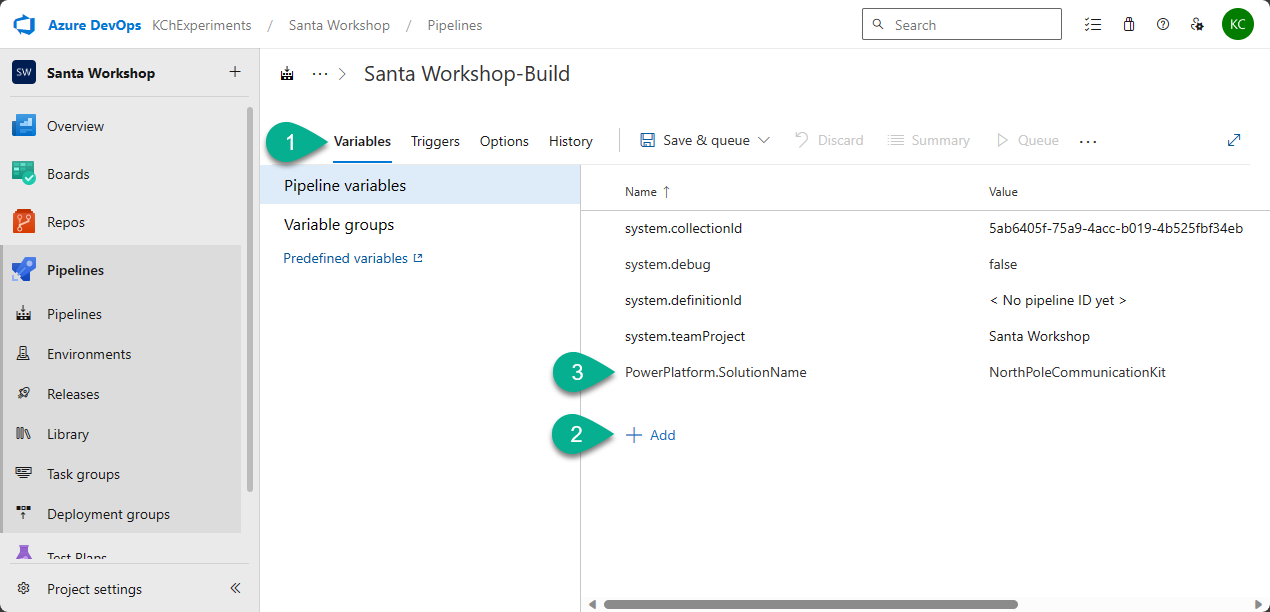 Azure DevOps KChExperiments / Santa Workshop / Pipelines Search KC
SW Santa Workshop +
... > Santa Workshop-Build
Overview
1 Variables Triggers Options History Save & queue Discard Summary Queue ...
Boards
Pipeline variables
Name ↑ Value
Repos
Variable groups
system.collectionId 5ab6405f-75a9-4acc-b019-4b525fbf34eb
Predefined variables
system.debug false
Pipelines
system.definitionId < No pipeline ID yet >
Pipelines
system.teamProject Santa Workshop
Environments
3 PowerPlatform.SolutionName NorthPoleCommunicationKit
Releases
Library
2 + Add
Task groups
Deployment groups
Test Plans
Project settings «